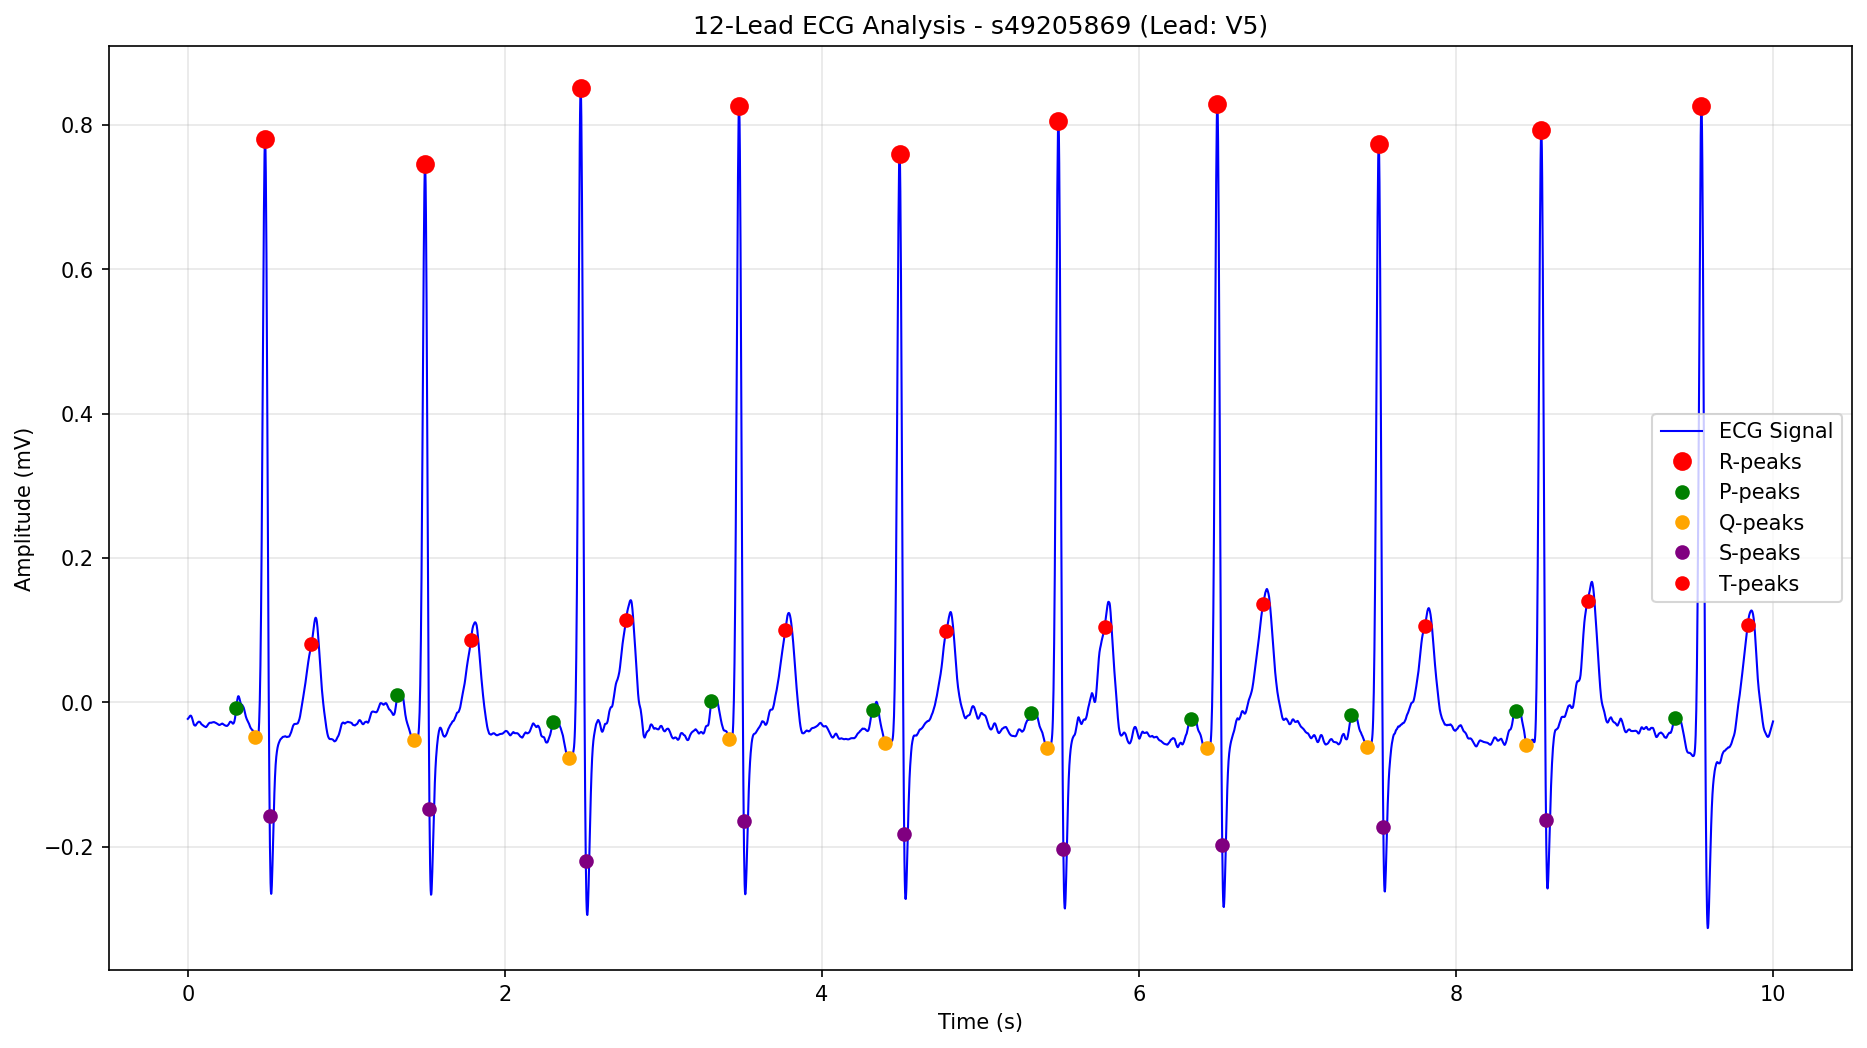 12-Lead ECG Analysis - s49205869 (Lead: V5)
Amplitude (mV)
0.8
0.6
0.4
0.2
0.0
−0.2
0 2 4 6 8 10
Time (s)
ECG Signal
R-peaks
P-peaks
Q-peaks
S-peaks
T-peaks